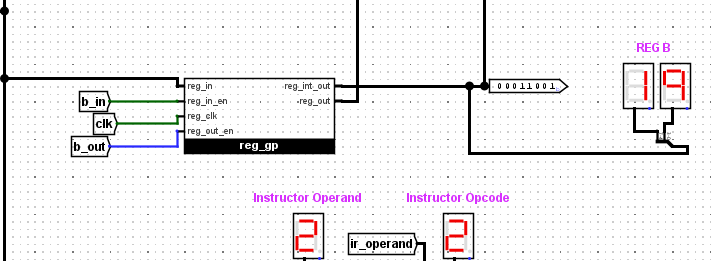 REG B
reg_in
reg_int_out
00011001
19
b_in
reg_in_en
-reg_out
clk
reg_clk
b_out
reg_out_en
reg_gp
Instructor Operand
Instructor Opcode
2
ir_operand
2